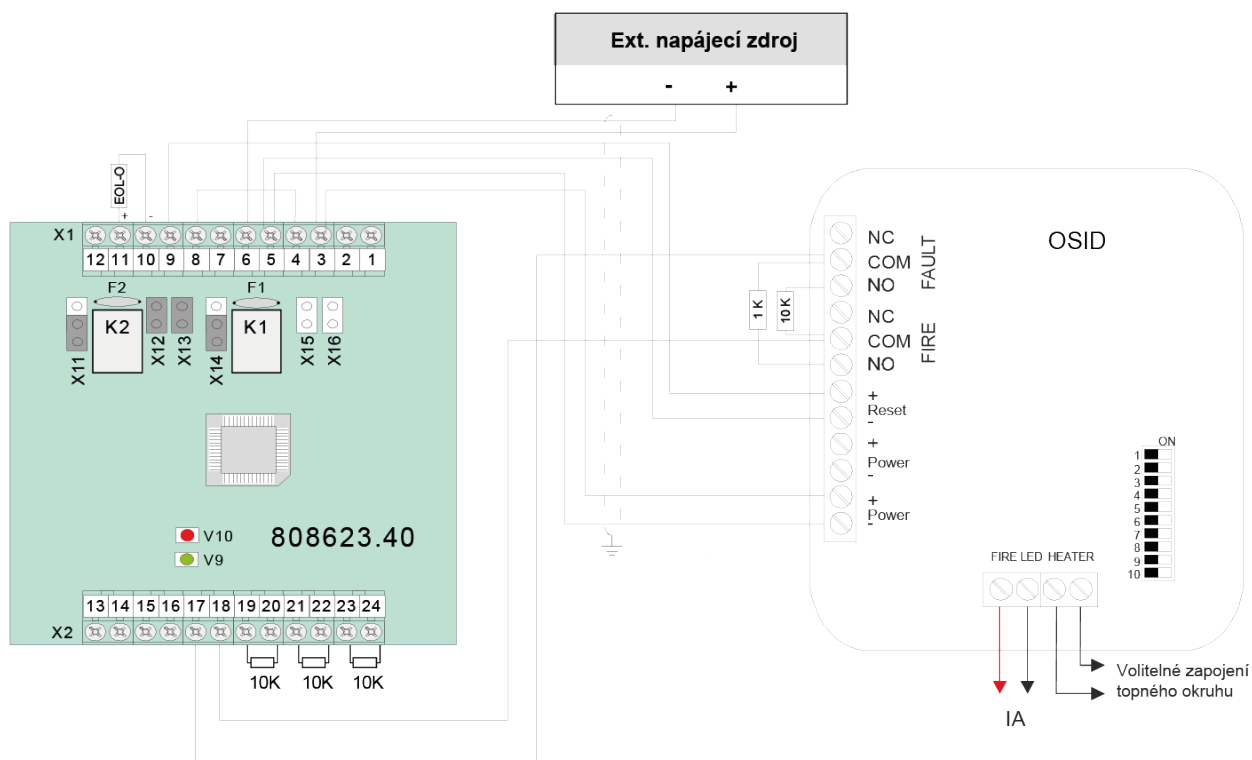 Ext. napájecí zdroj
- +
EOL-O
+ -
X1
12 11 10 9 8 7 6 5 4 3 2 1
F2 F1
K2 K1
X11 X12 X13 X14 X15 X16
V10
V9
808623.40
13 14 15 16 17 18 19 20 21 22 23 24
X2
10K 10K 10K
OSID
NC
COM
NO
FAULT
NC
COM
NO
FIRE
1 K
10 K
+
Reset
-
+
Power
-
+
Power
-
ON
1
2
3
4
5
6
7
8
9
10
FIRE LED HEATER
IA
Volitelné zapojení
topného okruhu